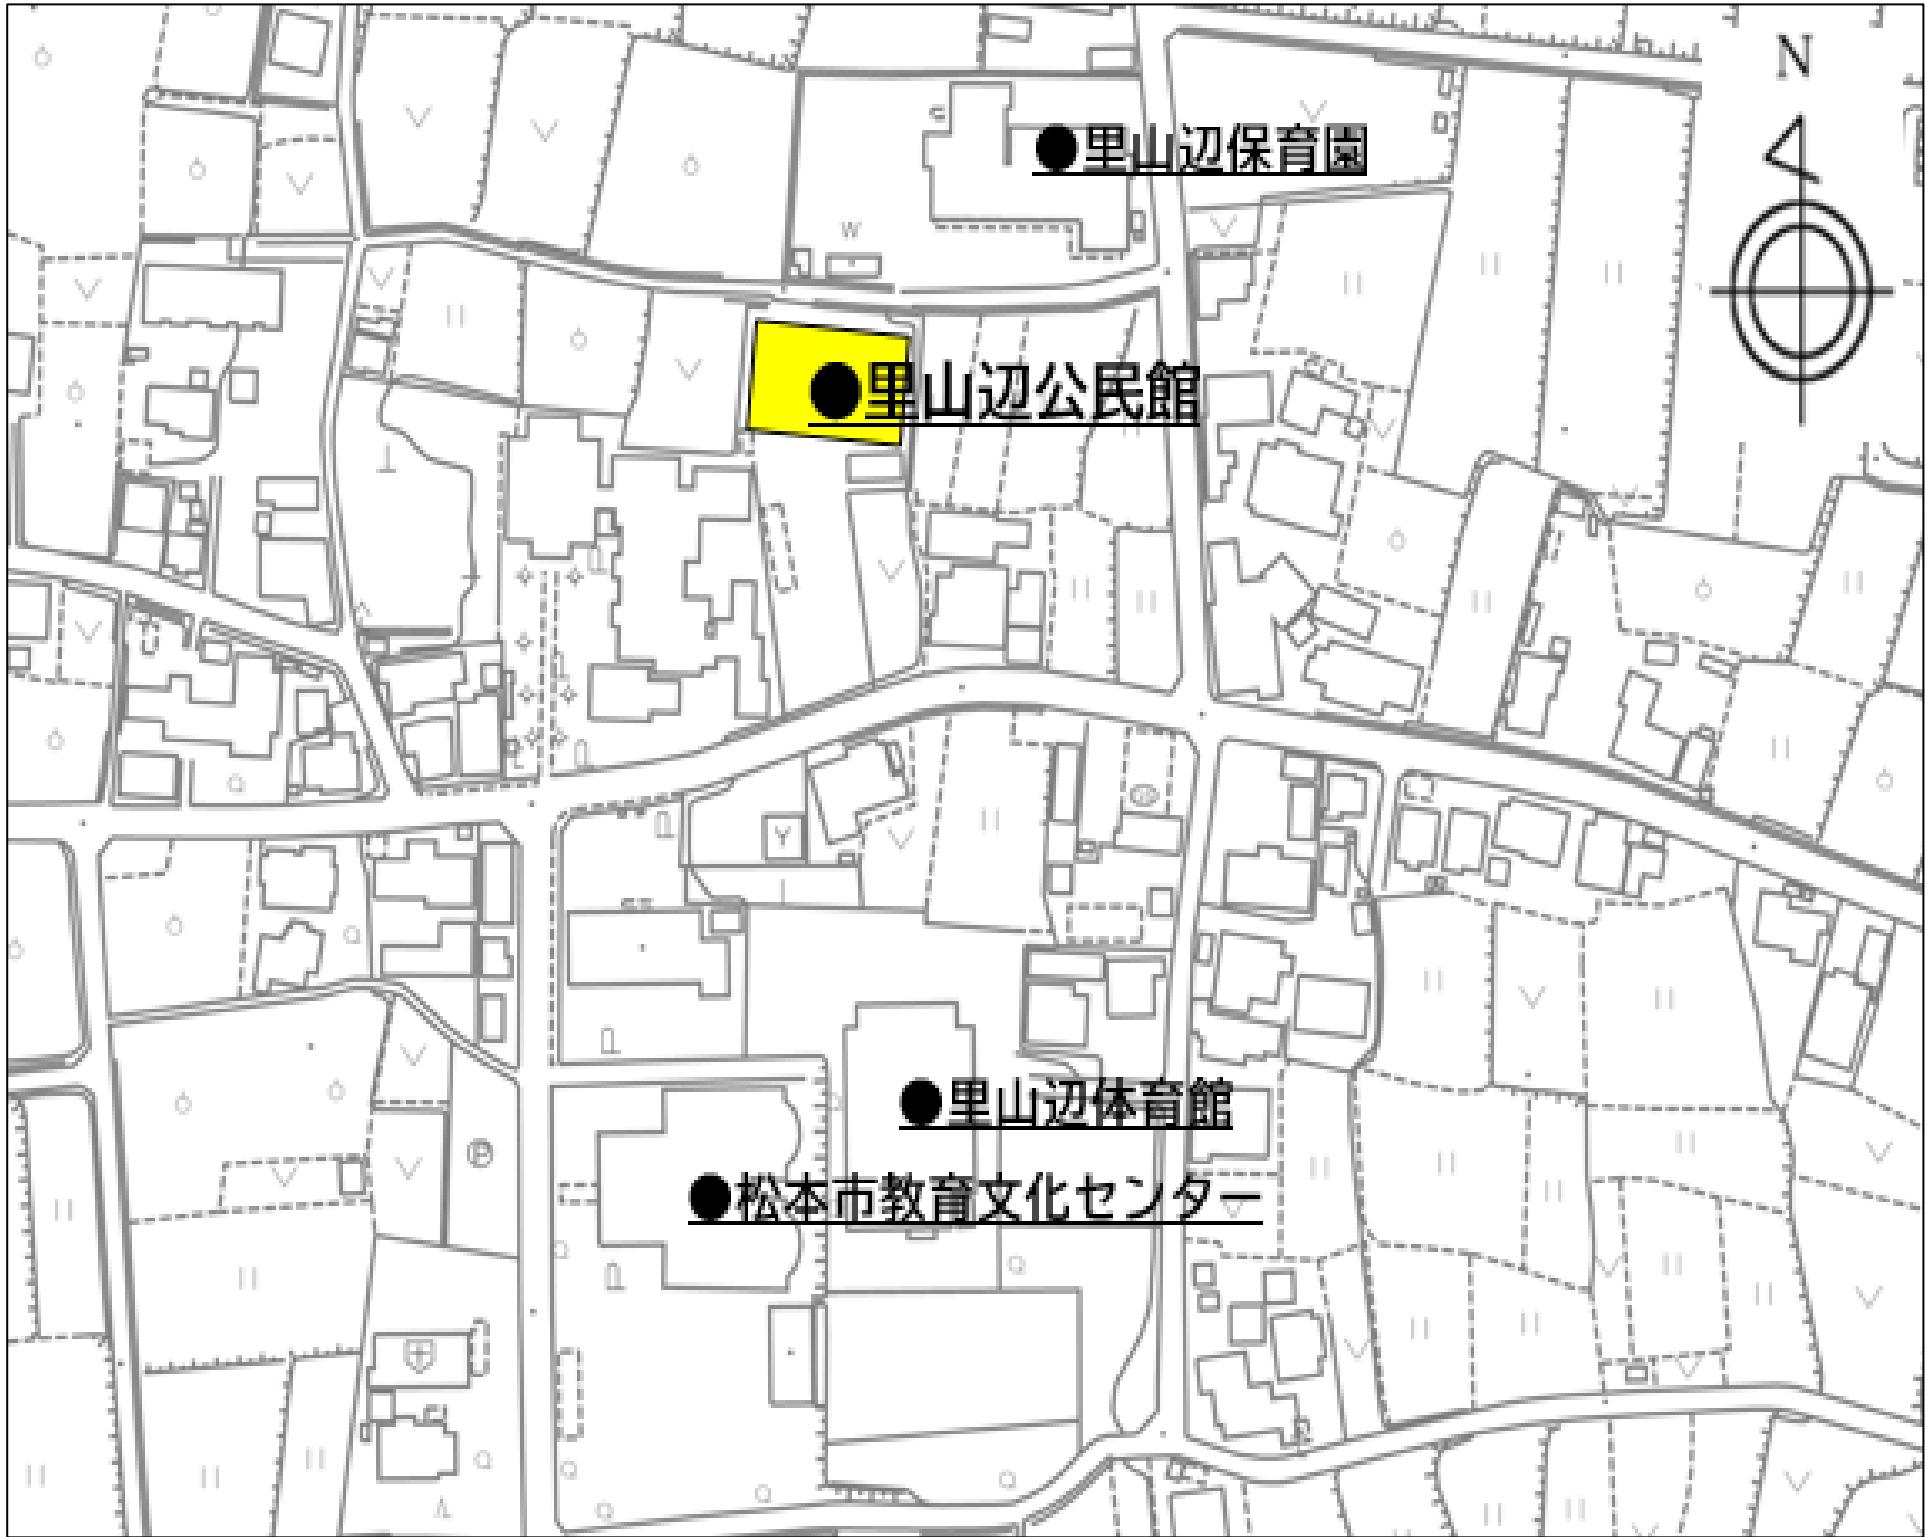 N
●里山辺保育園
W
●里山辺公民館
●里山辺体育館
●松本市教育文化センター